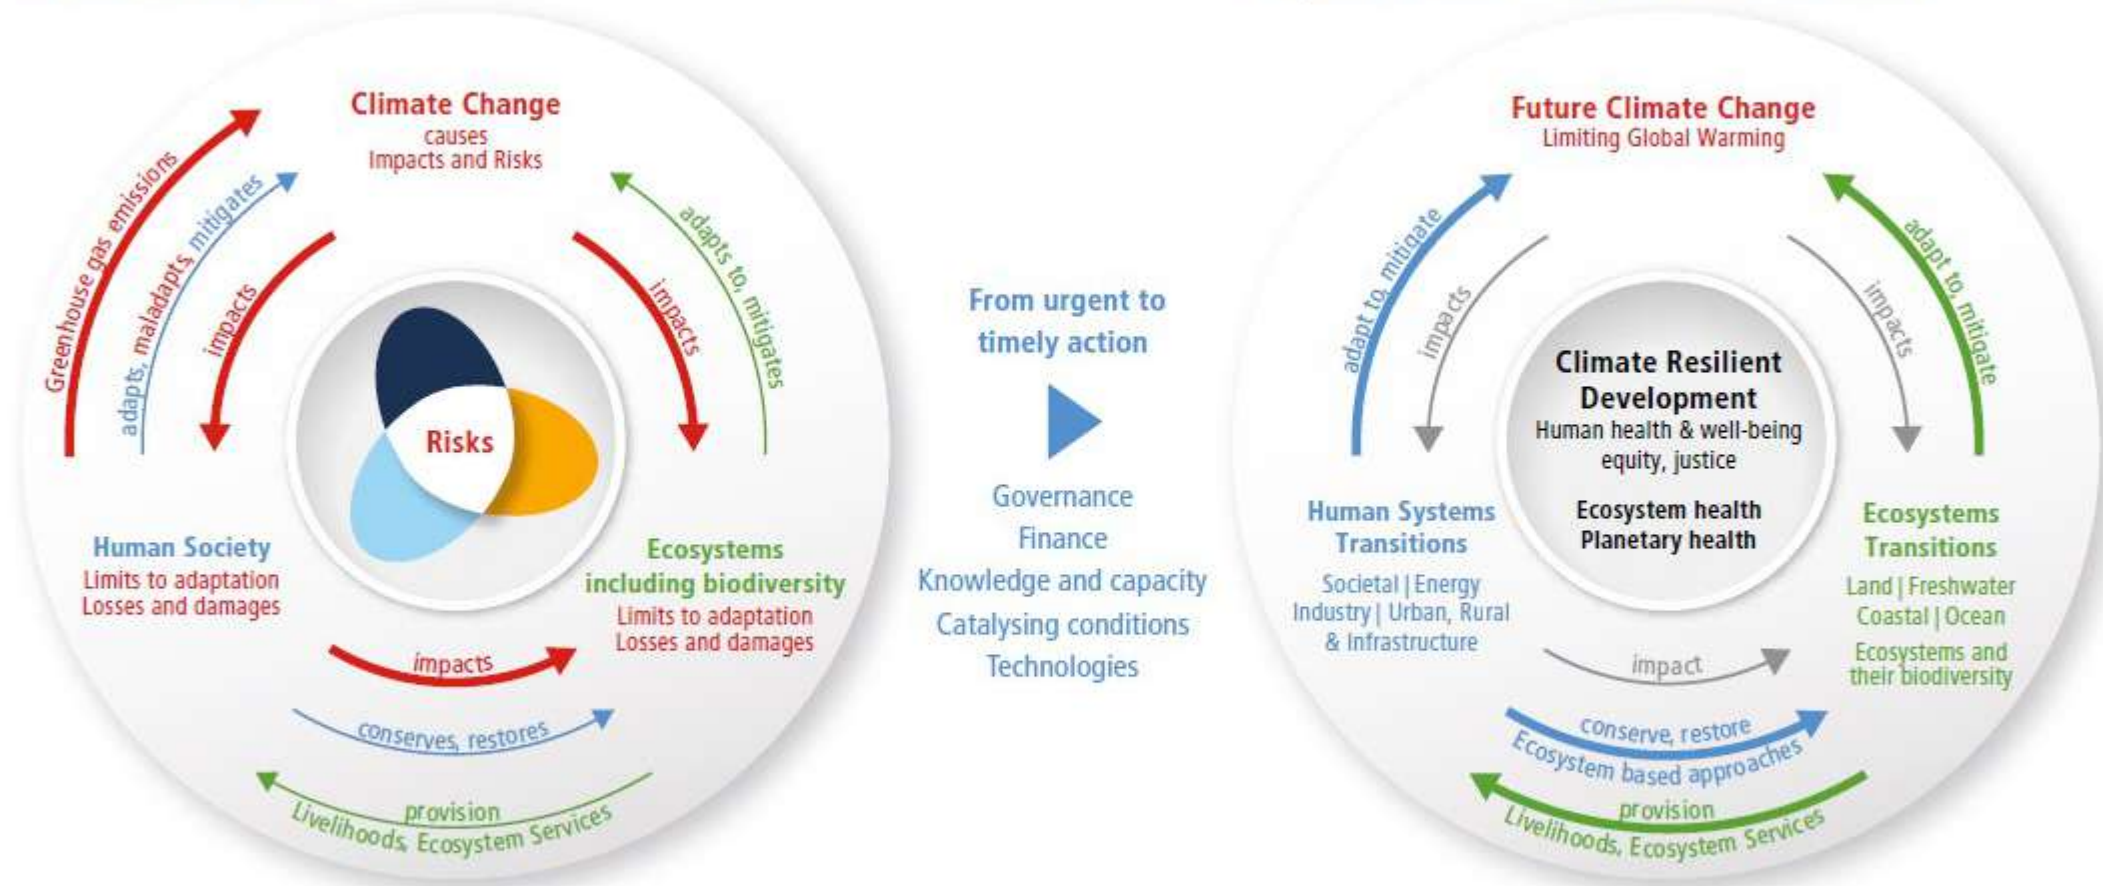 Climate Change
causes
Impacts and Risks
Greenhouse gas emissions
adapts, maladapts, mitigates
impacts
impacts
adapts to, mitigates
Risks
Human Society
Limits to adaptation
Losses and damages
Ecosystems
including biodiversity
Limits to adaptation
Losses and damages
impacts
conserves, restores
provision
Livelihoods, Ecosystem Services
From urgent to
timely action
Governance
Finance
Knowledge and capacity
Catalysing conditions
Technologies
Future Climate Change
Limiting Global Warming
adapt to, mitigate
impacts
impacts
adapt to, mitigate
Climate Resilient
Development
Human health & well-being
equity, justice
Ecosystem health
Planetary health
Human Systems
Transitions
Societal | Energy
Industry | Urban, Rural
& Infrastructure
Ecosystems
Transitions
Land | Freshwater
Coastal | Ocean
Ecosystems and
their biodiversity
impact
conserve, restore
Ecosystem based approaches
provision
Livelihoods, Ecosystem Services